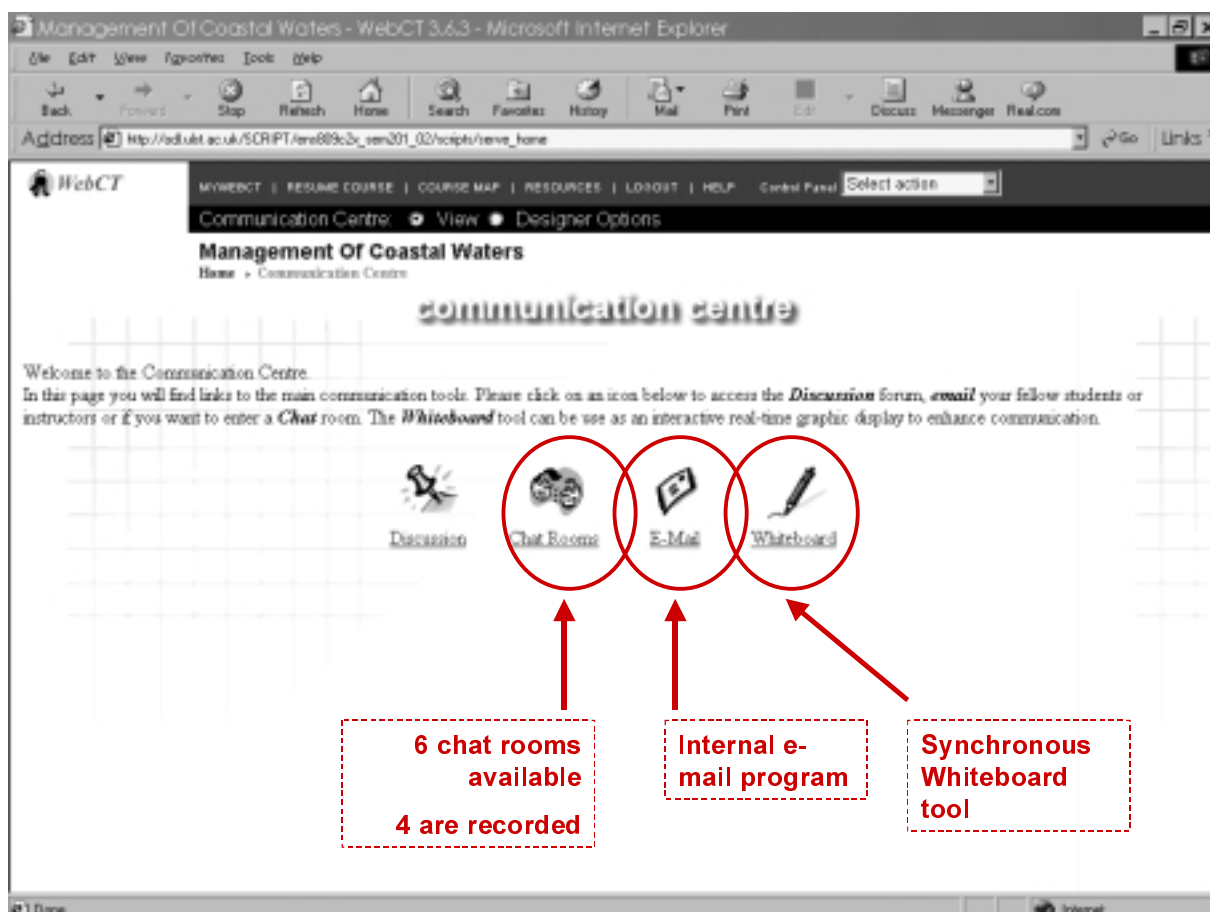 Management Of Coastal Waters - WebCT 3.6.3 - Microsoft Internet Explorer
File Edit View Favorites Tools Help
Back Forward Stop Refresh Home Search Favorites History Mail Print Edit Discuss Messenger Real.com
Address Go Links
WebCT
MYWEBCT | RESUME COURSE | COURSE MAP | RESOURCES | LOGOUT | HELP Control Panel Select action
Communication Centre: View Designer Options
Management Of Coastal Waters
Home › Communication Centre
communication centre
Welcome to the Communication Centre.
In this page you will find links to the main communication tools. Please click on an icon below to access the Discussion forum, email your fellow students or
instructors or if you want to enter a Chat room. The Whiteboard tool can be use as an interactive real-time graphic display to enhance communication.
Discussion Chat Rooms E-Mail Whiteboard
6 chat rooms
available
4 are recorded
Internal e-
mail program
Synchronous
Whiteboard
tool
Done Internet